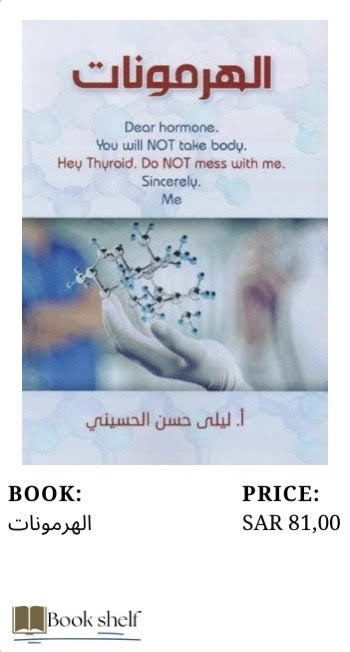 الهرمونات
Dear hormone.
You will NOT take body.
Hey Thyroid. Do NOT mess with me.
Sincerely.
Me
أ. ليلى حسن الحسيني
BOOK:
الهرمونات
PRICE:
SAR 81,00
Book shelf